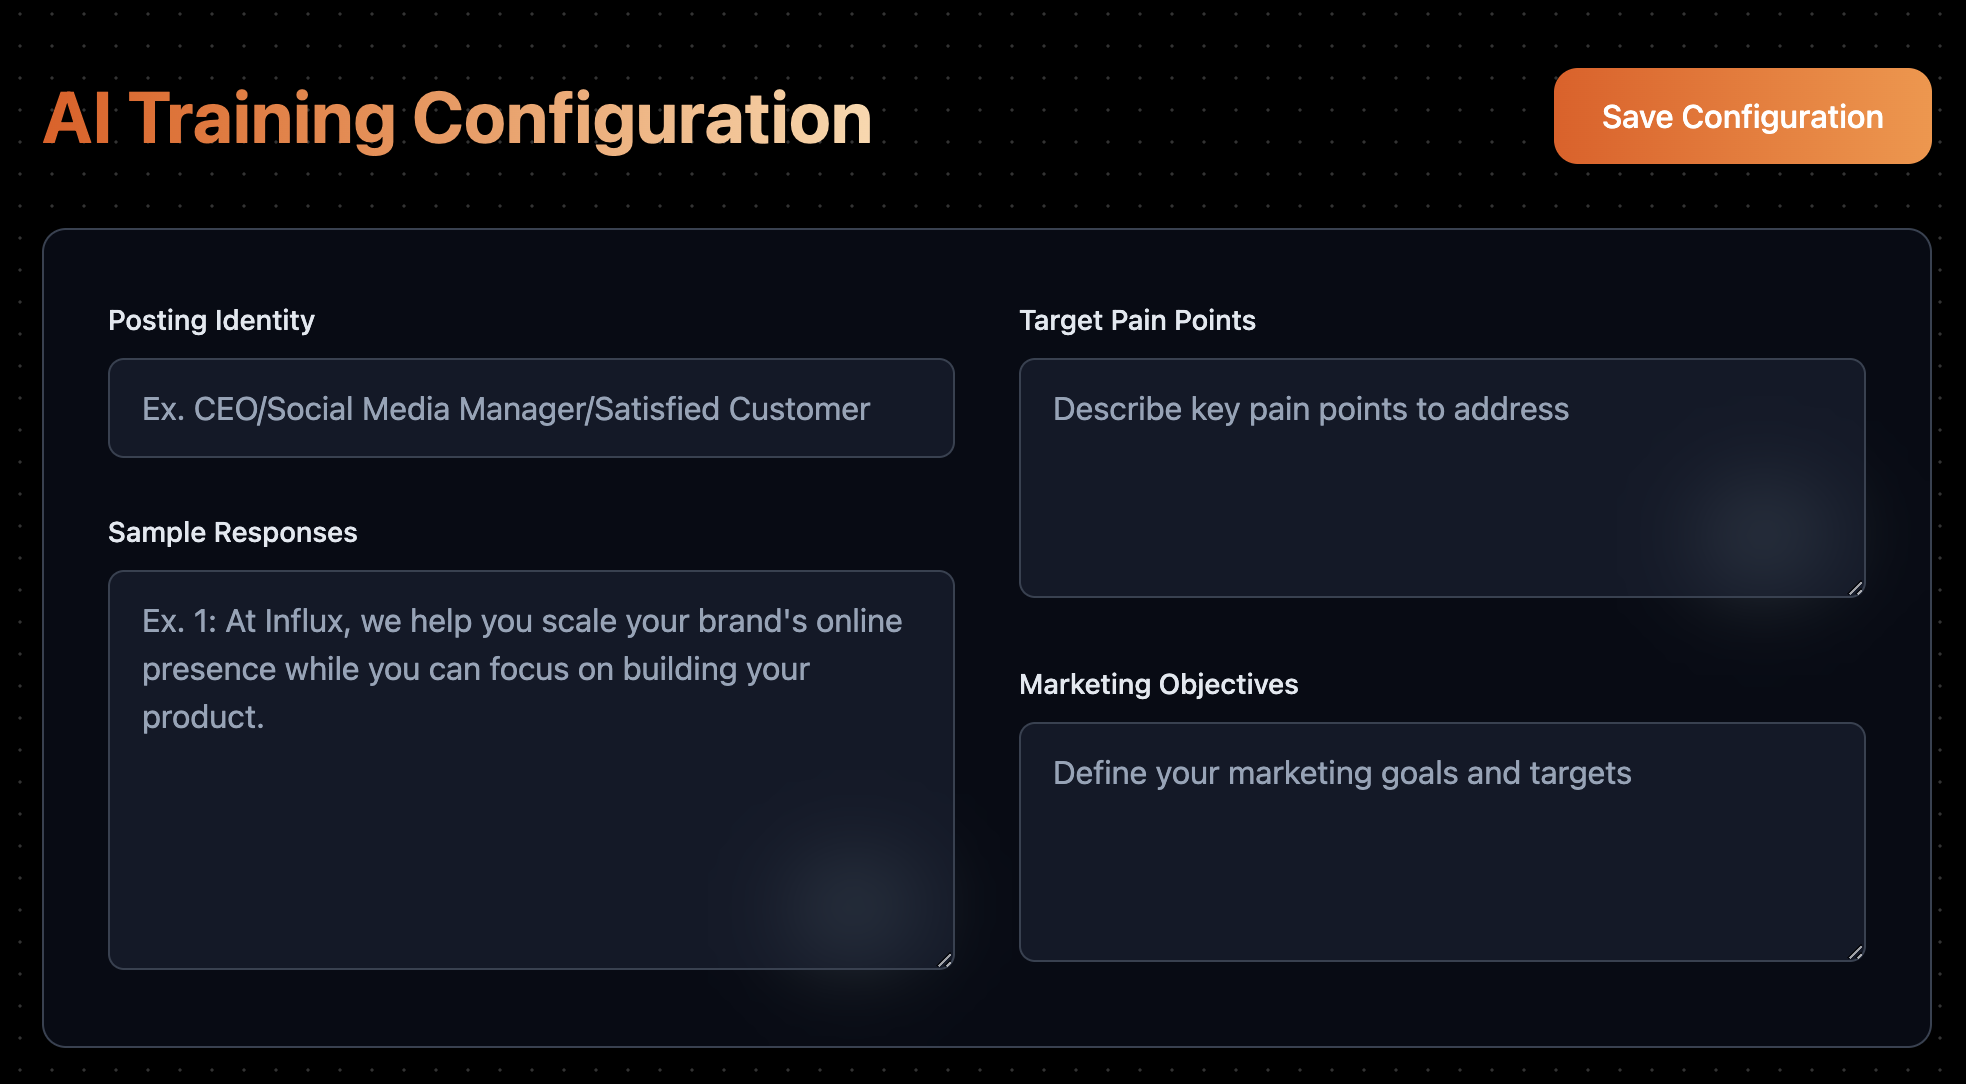 AI Training Configuration
Save Configuration
Posting Identity
Ex. CEO/Social Media Manager/Satisfied Customer
Sample Responses
Ex. 1: At Influx, we help you scale your brand's online
presence while you can focus on building your
product.
Target Pain Points
Describe key pain points to address
Marketing Objectives
Define your marketing goals and targets